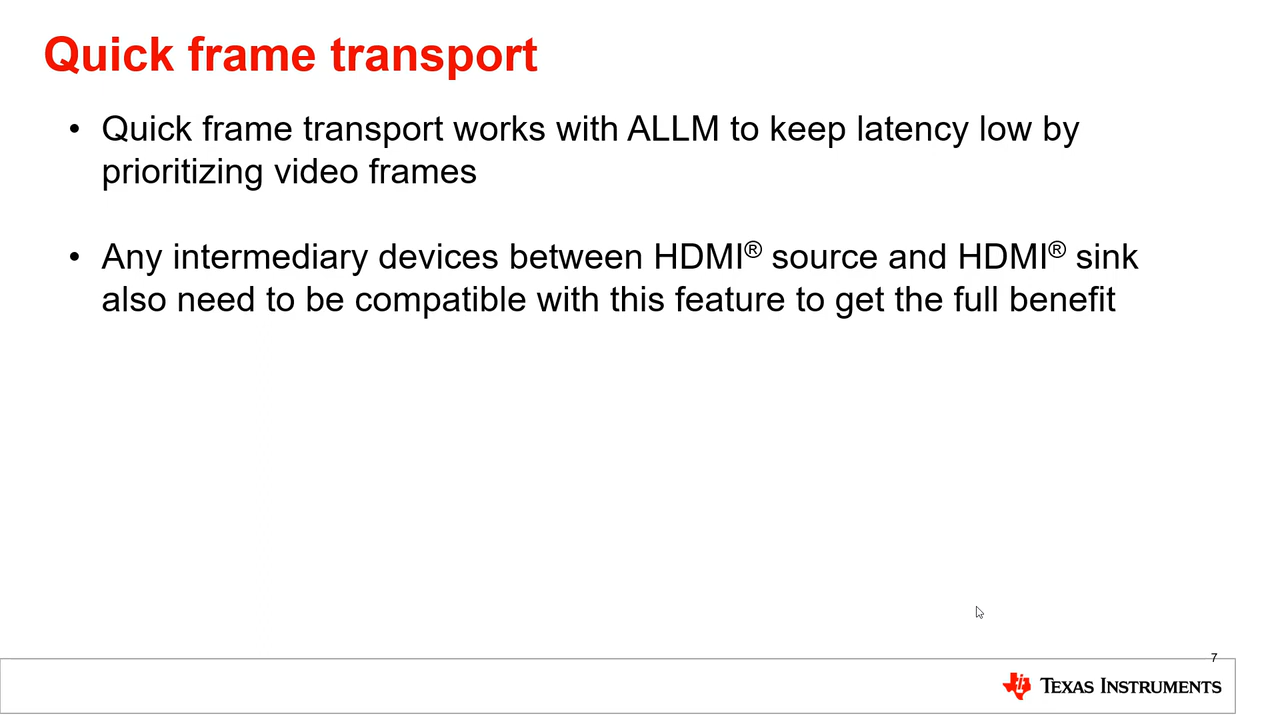 Quick frame transport
• Quick frame transport works with ALLM to keep latency low by
prioritizing video frames
• Any intermediary devices between HDMI® source and HDMI® sink
also need to be compatible with this feature to get the full benefit
7
TEXAS INSTRUMENTS